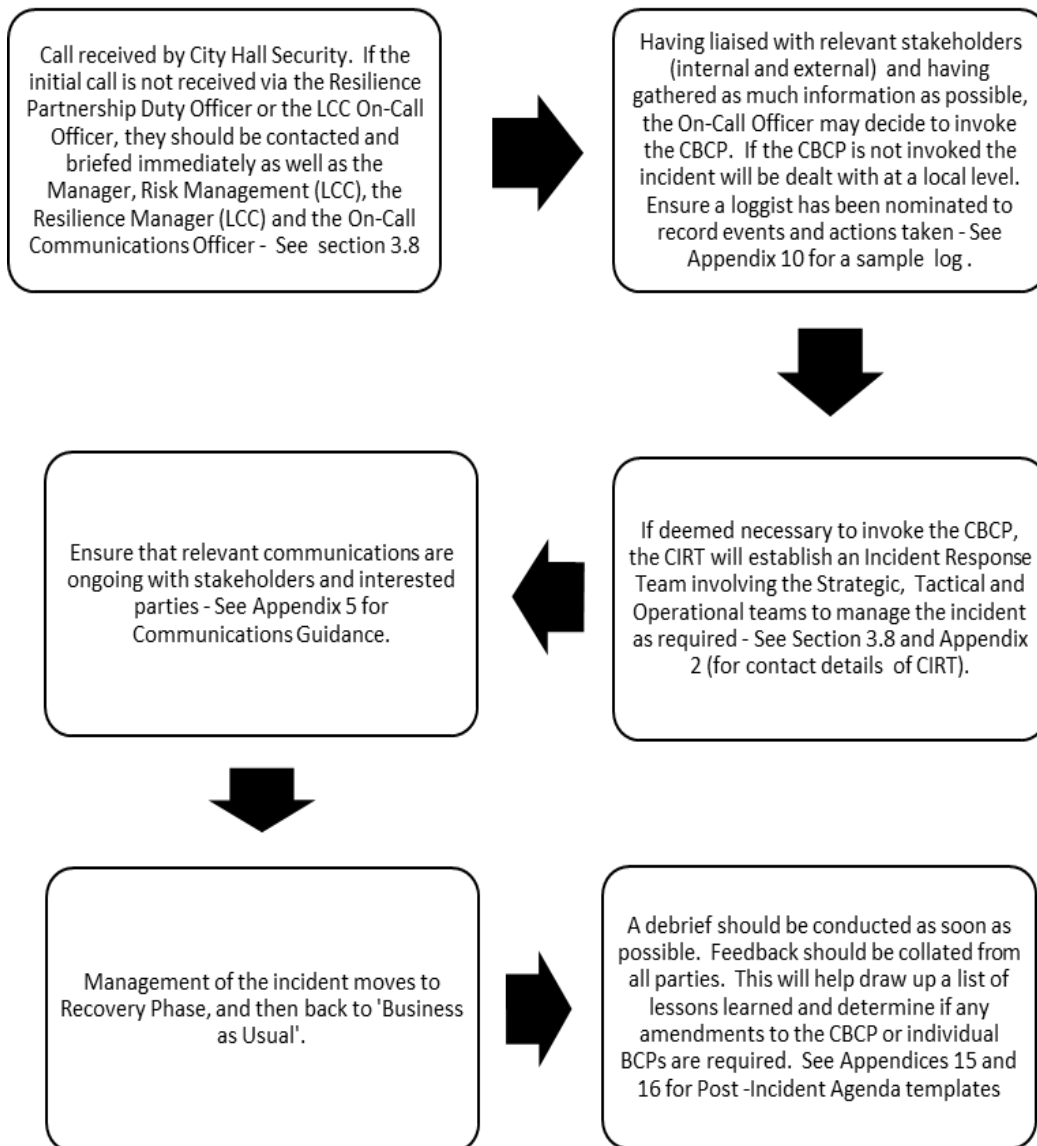 Call received by City Hall Security.  If the
initial call is not received via the Resilience
Partnership Duty Officer or the LCC On-Call
Officer, they should be contacted and
briefed immediately as well as the
Manager, Risk Management (LCC), the
Resilience Manager (LCC) and the On-Call
Communications Officer -  See  section 3.8
Having liaised with relevant stakeholders
(internal and external)  and having
gathered as much information as possible,
the On-Call Officer may decide to invoke
the CBCP.  If the CBCP is not invoked the
incident will be dealt with at a local level.
Ensure a loggist has been nominated to
record events and actions taken - See
Appendix 10 for a sample  log .
If deemed necessary to invoke the CBCP,
the CIRT will establish an Incident Response
Team involving the Strategic,  Tactical and
Operational teams to manage the incident
as required - See Section 3.8 and Appendix
2 (for contact details  of CIRT).
Ensure that relevant communications are
ongoing with stakeholders and interested
parties - See Appendix 5 for
Communications Guidance.
Management of the incident moves to
Recovery Phase, and then back to 'Business
as Usual'.
A debrief should be conducted as soon as
possible.  Feedback should be collated from
all parties.  This will help draw up a list of
lessons learned and determine if any
amendments to the CBCP or individual
BCPs are required.  See Appendices 15 and
16 for Post -Incident Agenda templates